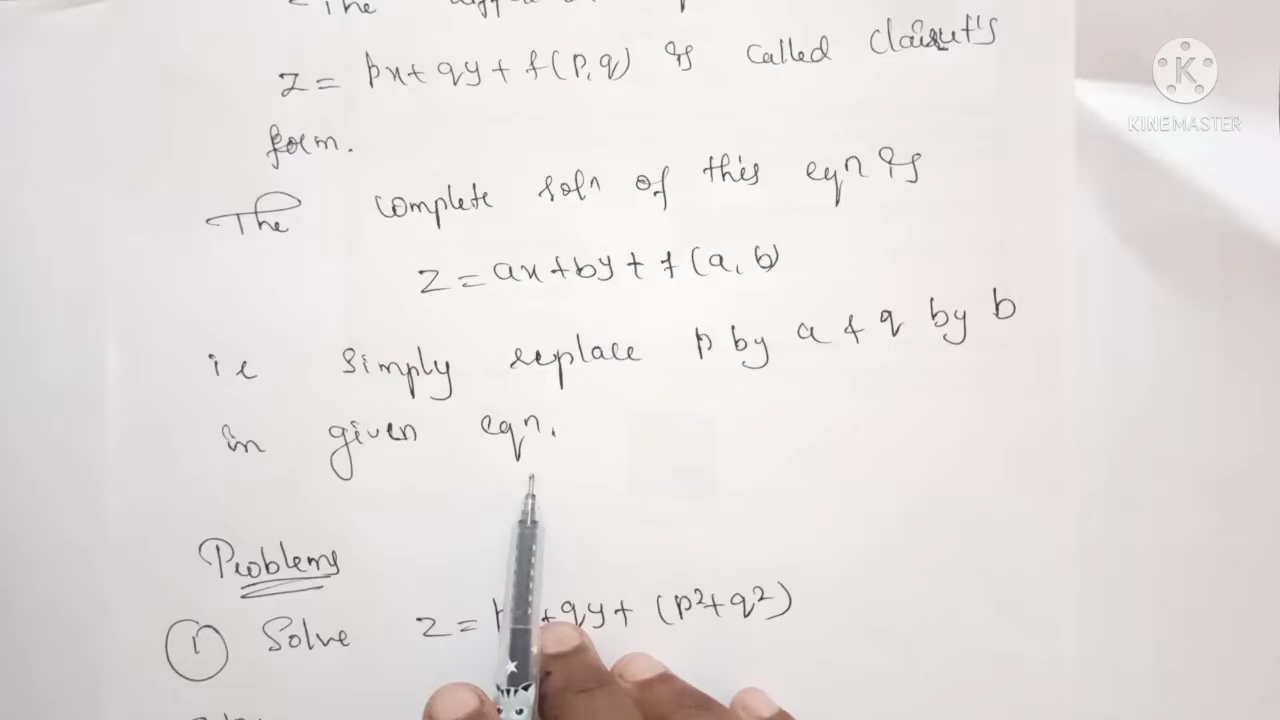 The
z = px + qy + f(p, q) is called Clairaut's
form.
The complete soln of this eqn is
z = ax + by + f(a, b)
ie simply replace p by a & q by b
in given eqn.
Problems
① Solve z = + qy + (p² + q²)
KINEMASTER